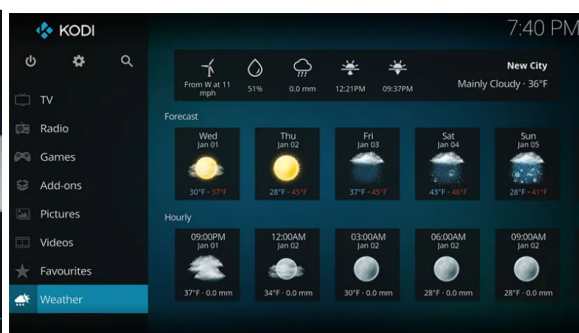 KODI
7:40 PM
TV
Radio
Games
Add-ons
Pictures
Videos
Favourites
Weather
From W at 11
mph
51%
0.0 mm
12:21PM
09:37PM
New City
Mainly Cloudy · 36°F
Forecast
Wed
Jan 01
30°F · 37°F
Thu
Jan 02
28°F · 45°F
Fri
Jan 03
37°F · 45°F
Sat
Jan 04
43°F · 46°F
Sun
Jan 05
28°F · 41°F
Hourly
09:00PM
Jan 01
37°F · 0.0 mm
12:00AM
Jan 02
34°F · 0.0 mm
03:00AM
Jan 02
30°F · 0.0 mm
06:00AM
Jan 02
28°F · 0.0 mm
09:00AM
Jan 02
28°F · 0.0 mm